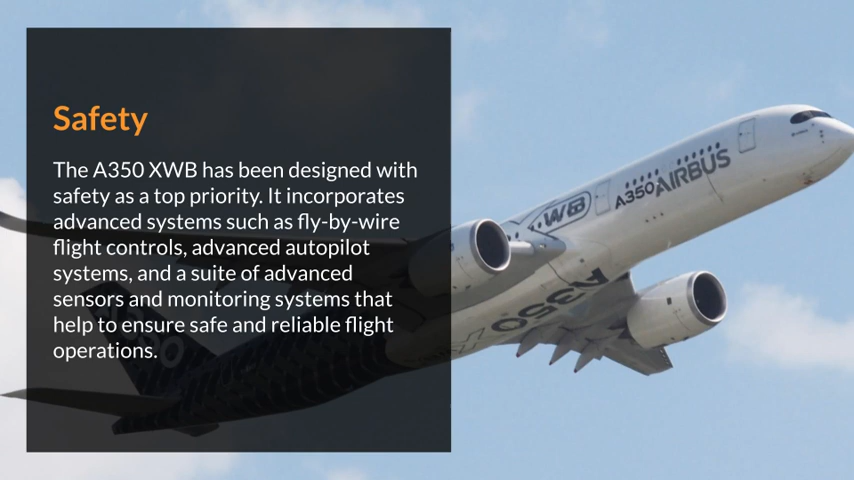 Safety
The A350 XWB has been designed with
safety as a top priority. It incorporates
advanced systems such as fly-by-wire
flight controls, advanced autopilot
systems, and a suite of advanced
sensors and monitoring systems that
help to ensure safe and reliable flight
operations.
A350 AIRBUS
XWB
A350
350